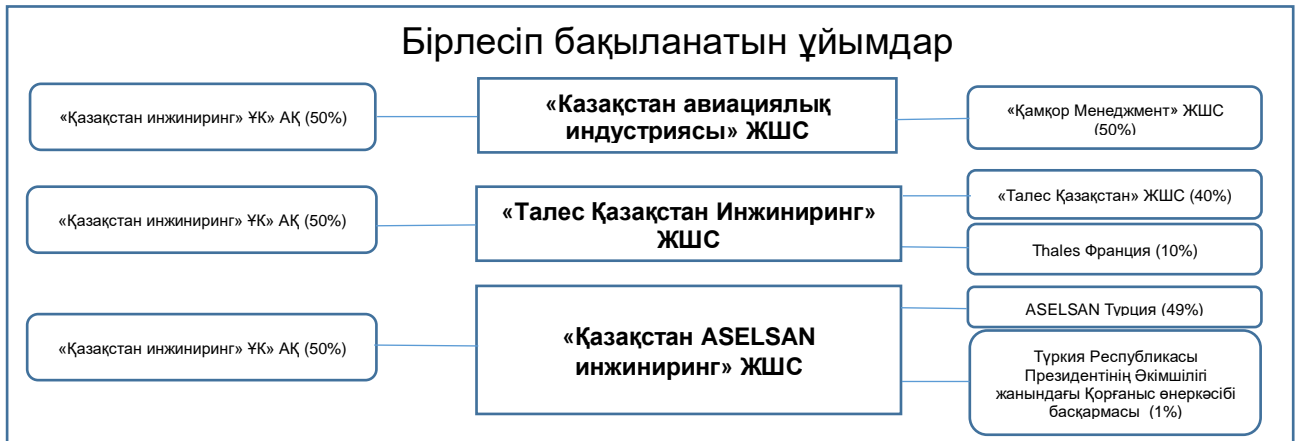 Бірлесіп бақыланатын ұйымдар
«Қазақстан инжиниринг» ҰК» АҚ (50%)
«Казақстан авиациялық
индустриясы» ЖШС
«Қамқор Менеджмент» ЖШС
(50%)
«Қазақстан инжиниринг» ҰК» АҚ (50%)
«Талес Қазақстан Инжиниринг»
ЖШС
«Талес Қазақстан» ЖШС (40%)
Thales Франция (10%)
«Қазақстан инжиниринг» ҰК» АҚ (50%)
«Қазақстан ASELSAN
инжиниринг» ЖШС
ASELSAN Турция (49%)
Түркия Республикасы
Президентінің Әкімшілігі
жанындағы Қорғаныс өнеркәсібі
басқармасы (1%)